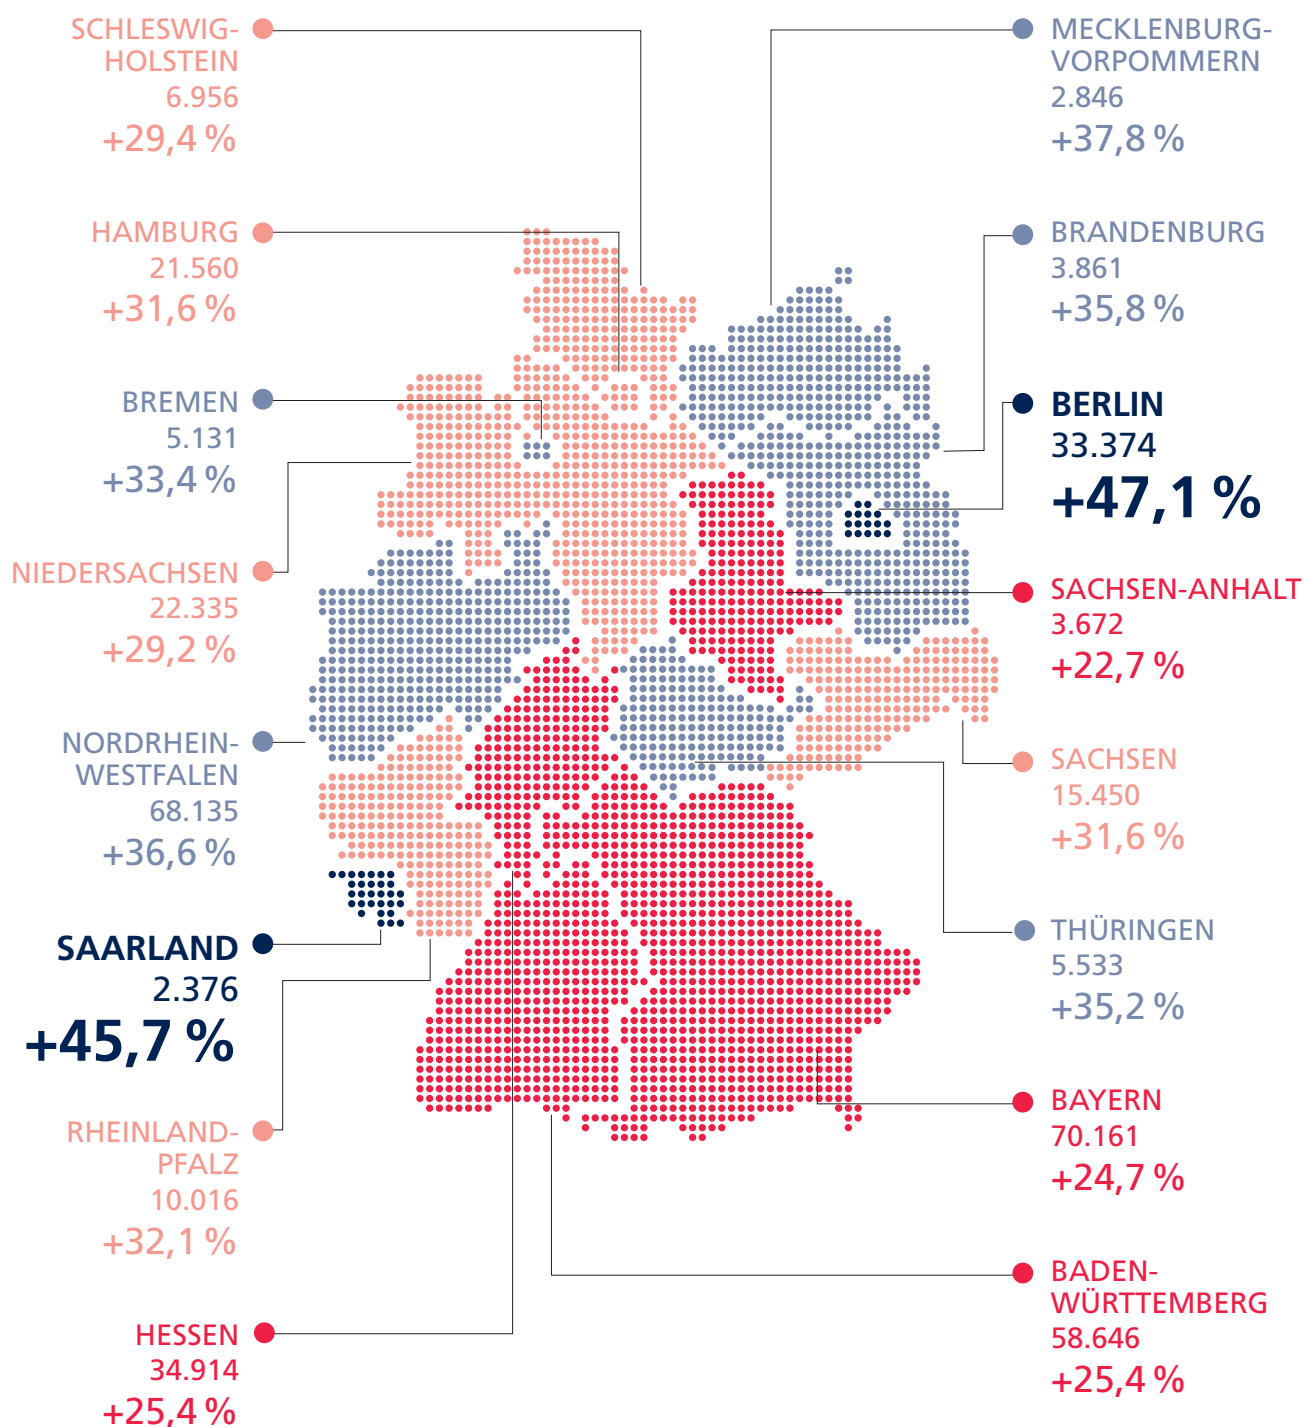 SCHLESWIG-
HOLSTEIN
6.956
+29,4 %
HAMBURG
21.560
+31,6 %
BREMEN
5.131
+33,4 %
NIEDERSACHSEN
22.335
+29,2 %
NORDRHEIN-
WESTFALEN
68.135
+36,6 %
SAARLAND
2.376
+45,7 %
RHEINLAND-
PFALZ
10.016
+32,1 %
HESSEN
34.914
+25,4 %
MECKLENBURG-
VORPOMMERN
2.846
+37,8 %
BRANDENBURG
3.861
+35,8 %
BERLIN
33.374
+47,1 %
SACHSEN-ANHALT
3.672
+22,7 %
SACHSEN
15.450
+31,6 %
THÜRINGEN
5.533
+35,2 %
BAYERN
70.161
+24,7 %
BADEN-
WÜRTTEMBERG
58.646
+25,4 %